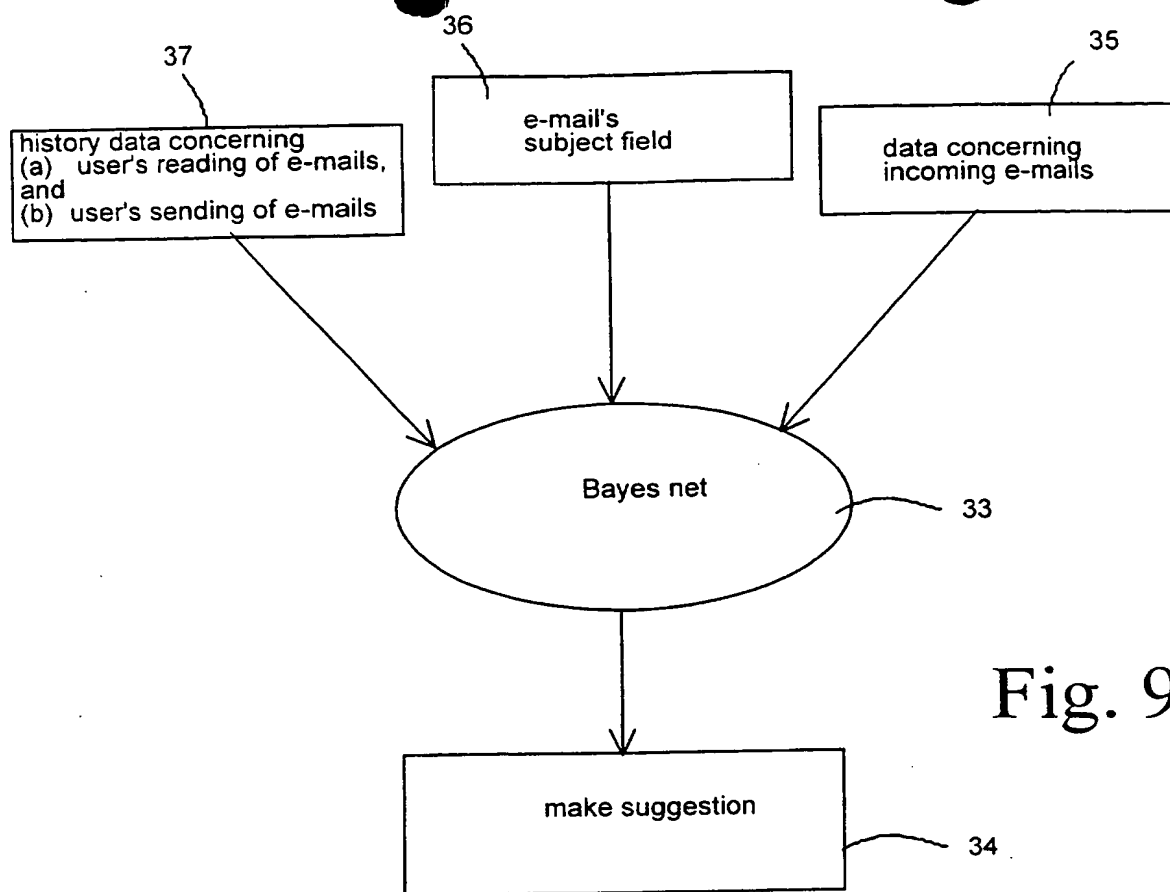 36
37
35
history data concerning
(a) user's reading of e-mails,
and
(b) user's sending of e-mails
e-mail's
subject field
data concerning
incoming e-mails
Bayes net
33
Fig. 9
make suggestion
34